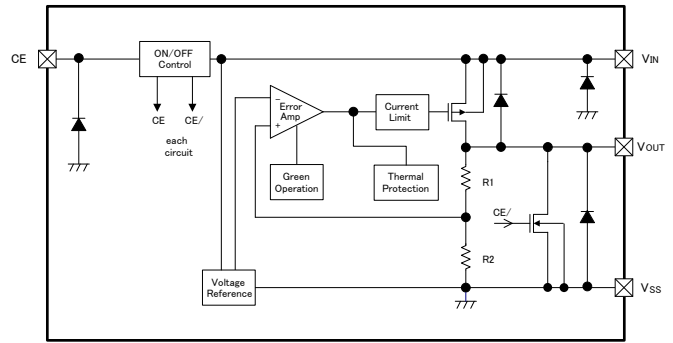 CE
ON/OFF
Control
CE CE/
each
circuit
−
Error
Amp
+
Green
Operation
Current
Limit
Thermal
Protection
R1
R2
CE/
Voltage
Reference
VIN
VOUT
VSS